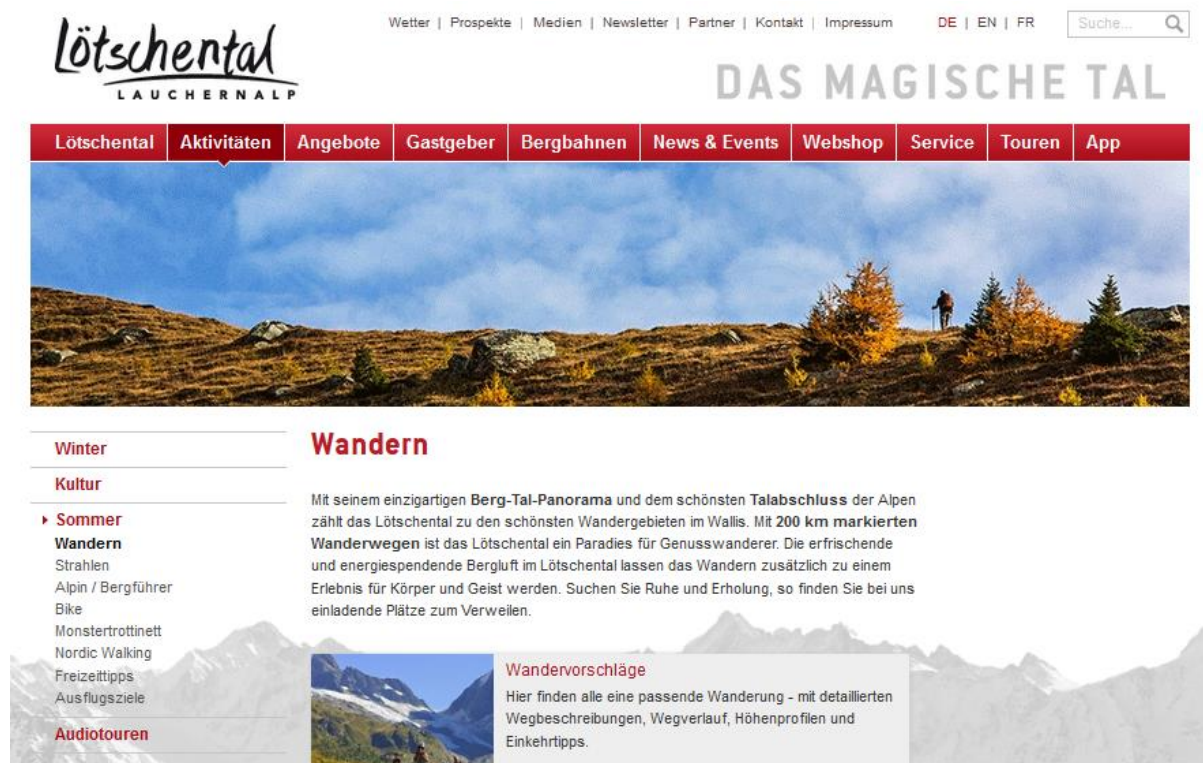 lötschental
LAUCHERNALP
Wetter | Prospekte | Medien | Newsletter | Partner | Kontakt | Impressum
DE | EN | FR
Suche...
DAS MAGISCHE TAL
Lötschental Aktivitäten Angebote Gastgeber Bergbahnen News & Events Webshop Service Touren App
Winter
Kultur
Sommer
Wandern
Strahlen
Alpin / Bergführer
Bike
Monstertrottinett
Nordic Walking
Freizeittipps
Ausflugsziele
Audiotouren
Wandern
Mit seinem einzigartigen Berg-Tal-Panorama und dem schönsten Talabschluss der Alpen
zählt das Lötschental zu den schönsten Wandergebieten im Wallis. Mit 200 km markierten
Wanderwegen ist das Lötschental ein Paradies für Genusswanderer. Die erfrischende
und energiespendende Bergluft im Lötschental lassen das Wandern zusätzlich zu einem
Erlebnis für Körper und Geist werden. Suchen Sie Ruhe und Erholung, so finden Sie bei uns
einladende Plätze zum Verweilen.
Wandervorschläge
Hier finden alle eine passende Wanderung - mit detaillierten
Wegbeschreibungen, Wegverlauf, Höhenprofilen und
Einkehrtipps.